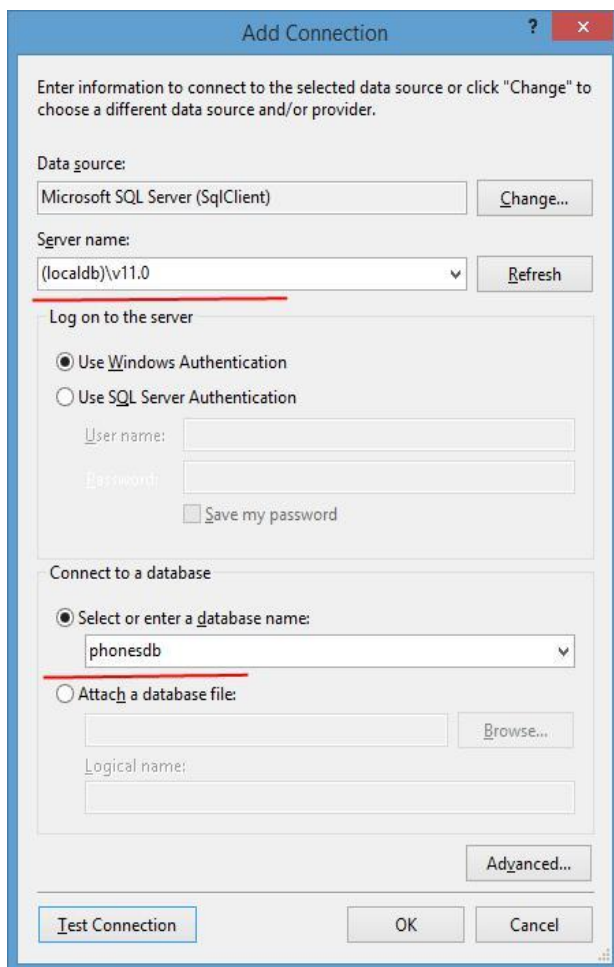 Add Connection
?
×
Enter information to connect to the selected data source or click "Change" to
choose a different data source and/or provider.
Data source:
Microsoft SQL Server (SqlClient)
Change...
Server name:
(localdb)\v11.0
Refresh
Log on to the server
Use Windows Authentication
Use SQL Server Authentication
User name:
Password:
Save my password
Connect to a database
Select or enter a database name:
phonesdb
Attach a database file:
Browse...
Logical name:
Advanced...
Test Connection
OK
Cancel